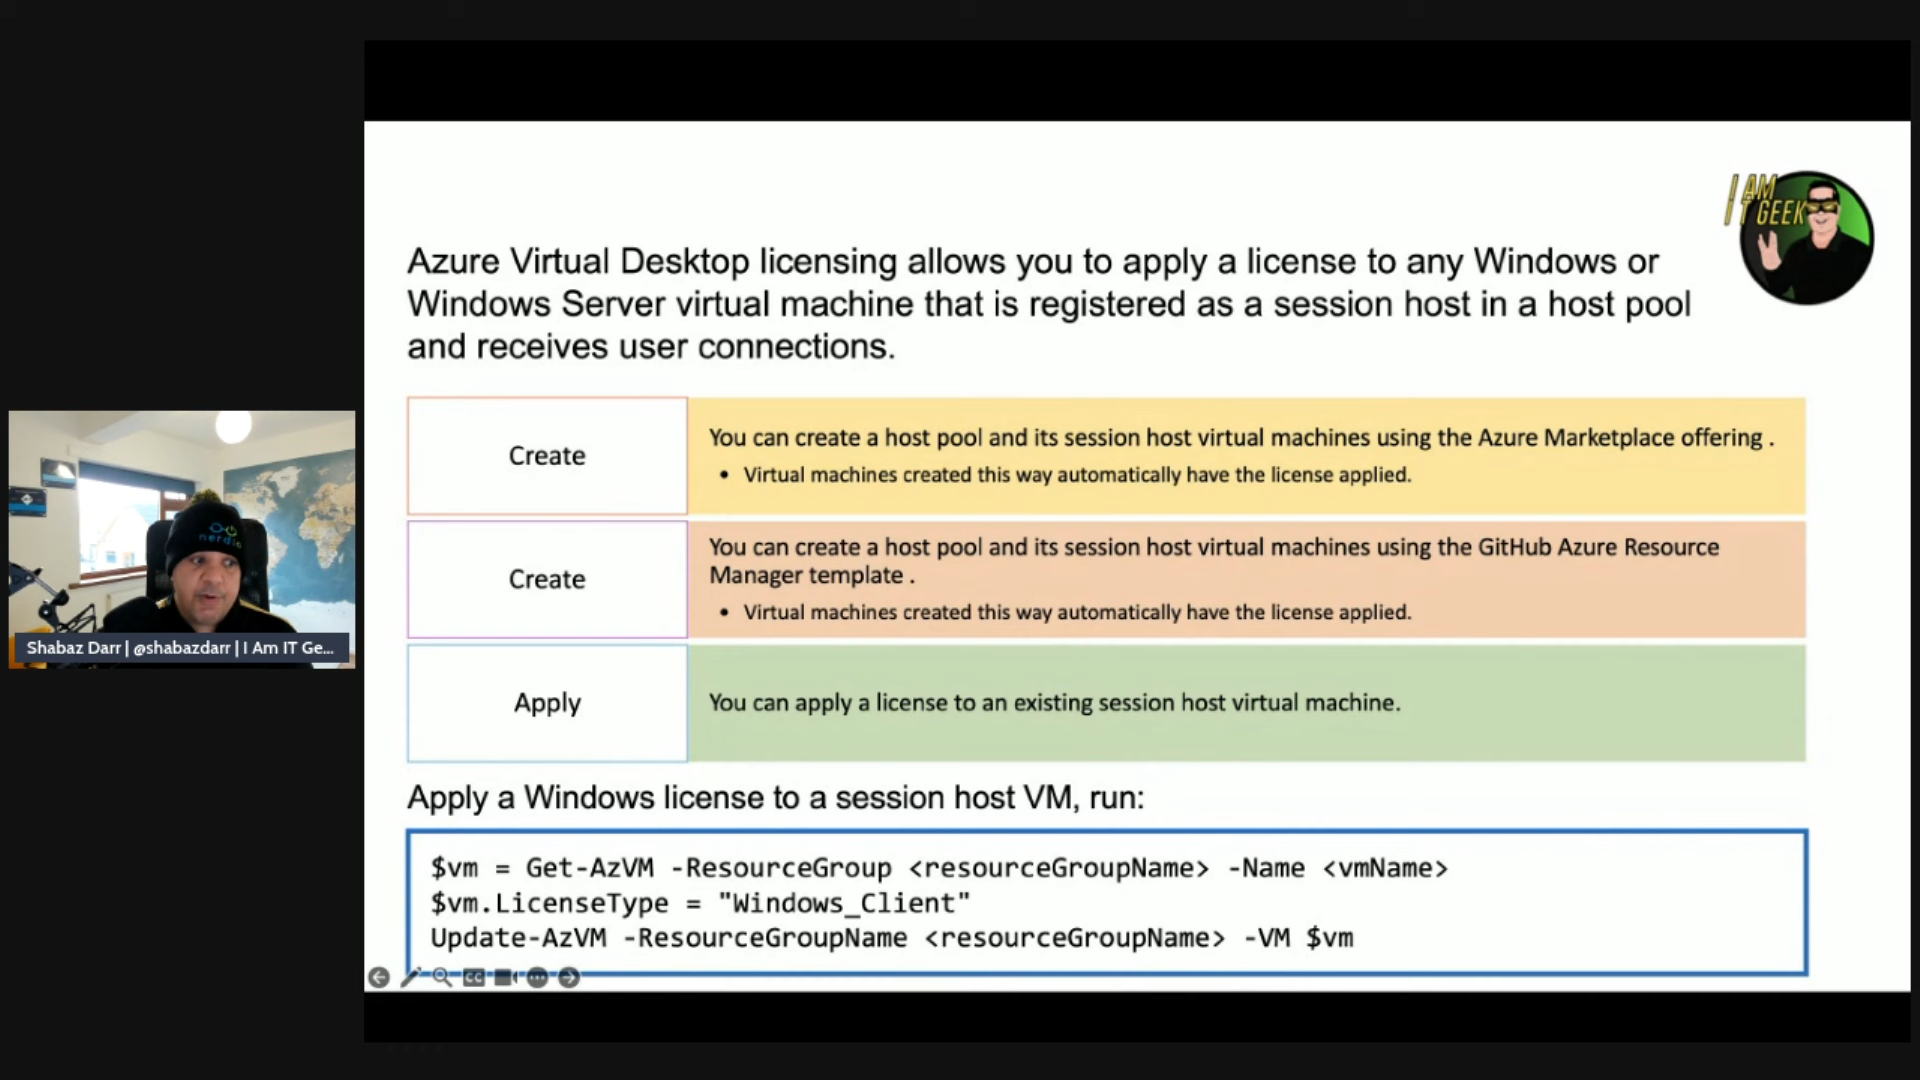 I AM
IT GEEK
Azure Virtual Desktop licensing allows you to apply a license to any Windows or
Windows Server virtual machine that is registered as a session host in a host pool
and receives user connections.
Create
You can create a host pool and its session host virtual machines using the Azure Marketplace offering .
• Virtual machines created this way automatically have the license applied.
Create
You can create a host pool and its session host virtual machines using the GitHub Azure Resource
Manager template .
• Virtual machines created this way automatically have the license applied.
Apply
You can apply a license to an existing session host virtual machine.
Apply a Windows license to a session host VM, run:
$vm = Get-AzVM -ResourceGroup <resourceGroupName> -Name <vmName>
$vm.LicenseType = "Windows_Client"
Update-AzVM -ResourceGroupName <resourceGroupName> -VM $vm
CC
nerdio
Shabaz Darr | @shabazdarr | I Am IT Ge...